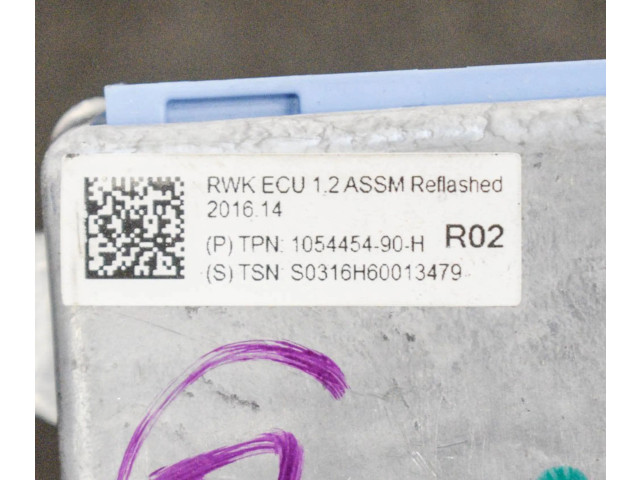 RWK ECU 1.2 ASSM Reflashed
2016.14
(P) TPN: 1054454-90-H R02
(S) TSN: S0316H60013479